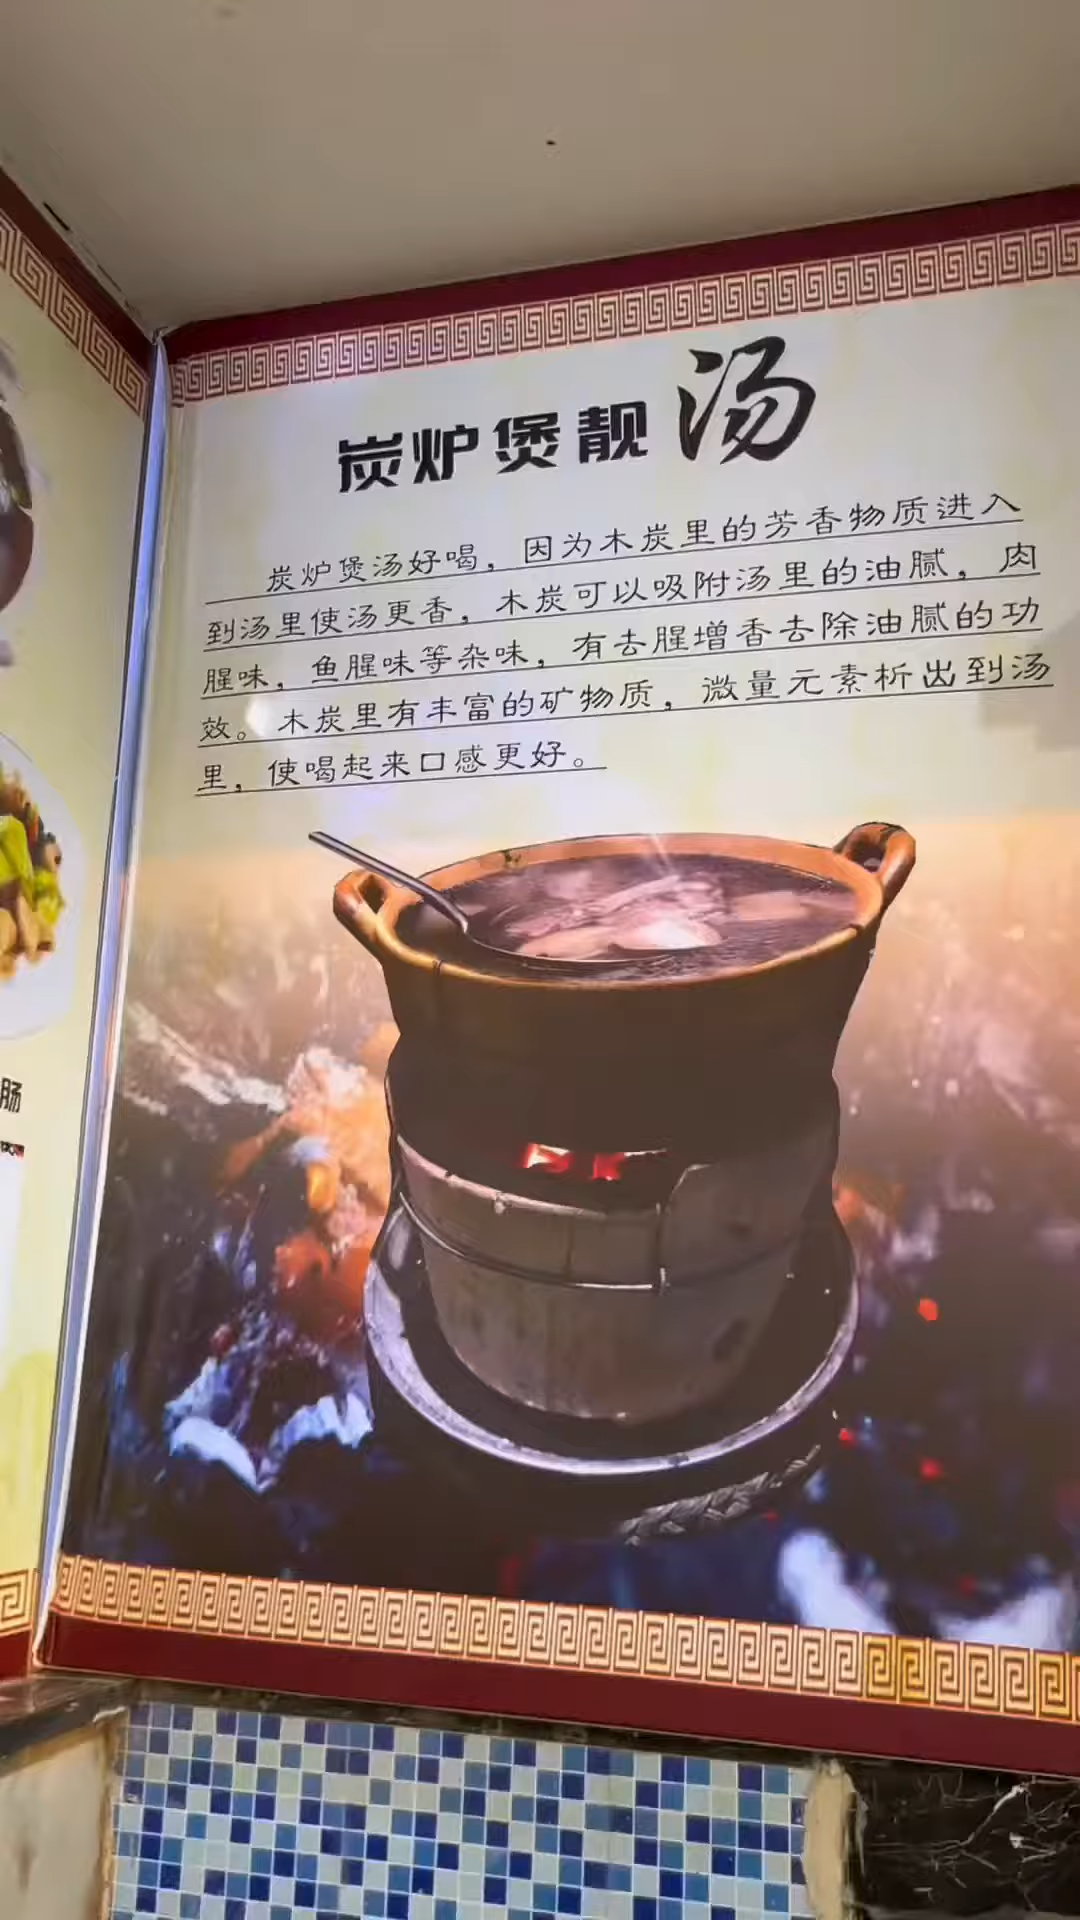 炭炉煲靓汤
炭炉煲汤好喝，因为木炭里的芳香物质进入
到汤里使汤更香，木炭可以吸附汤里的油腻，肉
腥味，鱼腥味等杂味，有去腥增香去除油腻的功
效。木炭里有丰富的矿物质，微量元素析出到汤
里，使喝起来口感更好。
肠